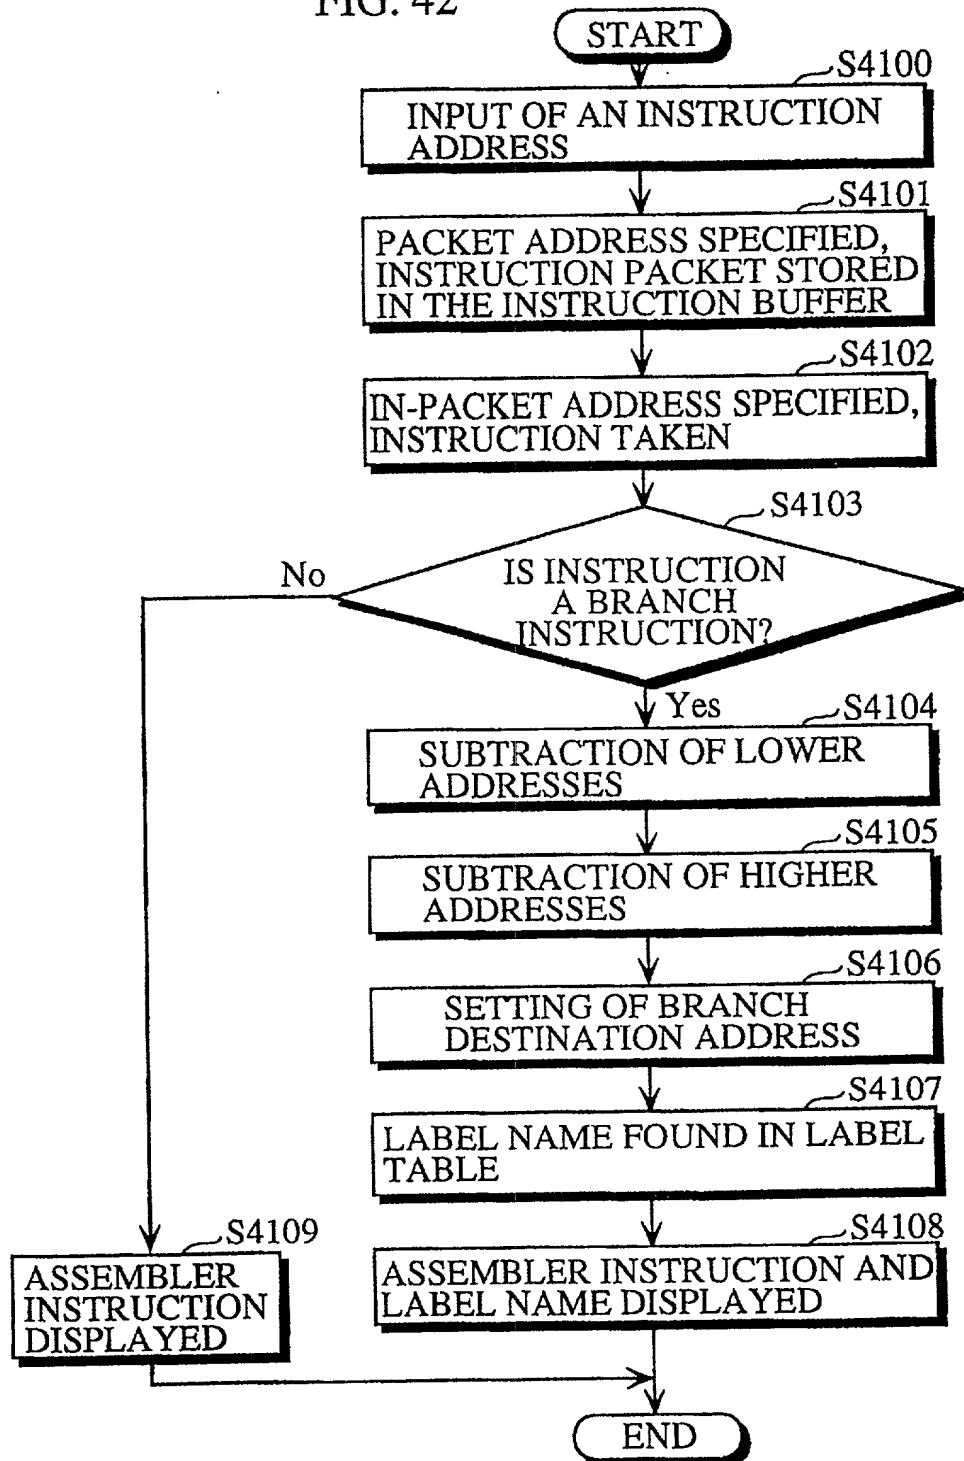 FIG. 42
START
S4100
INPUT OF AN INSTRUCTION
ADDRESS
S4101
PACKET ADDRESS SPECIFIED,
INSTRUCTION PACKET STORED
IN THE INSTRUCTION BUFFER
S4102
IN-PACKET ADDRESS SPECIFIED,
INSTRUCTION TAKEN
S4103
IS INSTRUCTION
A BRANCH
INSTRUCTION?
No
Yes
S4104
SUBTRACTION OF LOWER
ADDRESSES
S4105
SUBTRACTION OF HIGHER
ADDRESSES
S4106
SETTING OF BRANCH
DESTINATION ADDRESS
S4107
LABEL NAME FOUND IN LABEL
TABLE
S4108
ASSEMBLER INSTRUCTION AND
LABEL NAME DISPLAYED
S4109
ASSEMBLER
INSTRUCTION
DISPLAYED
END